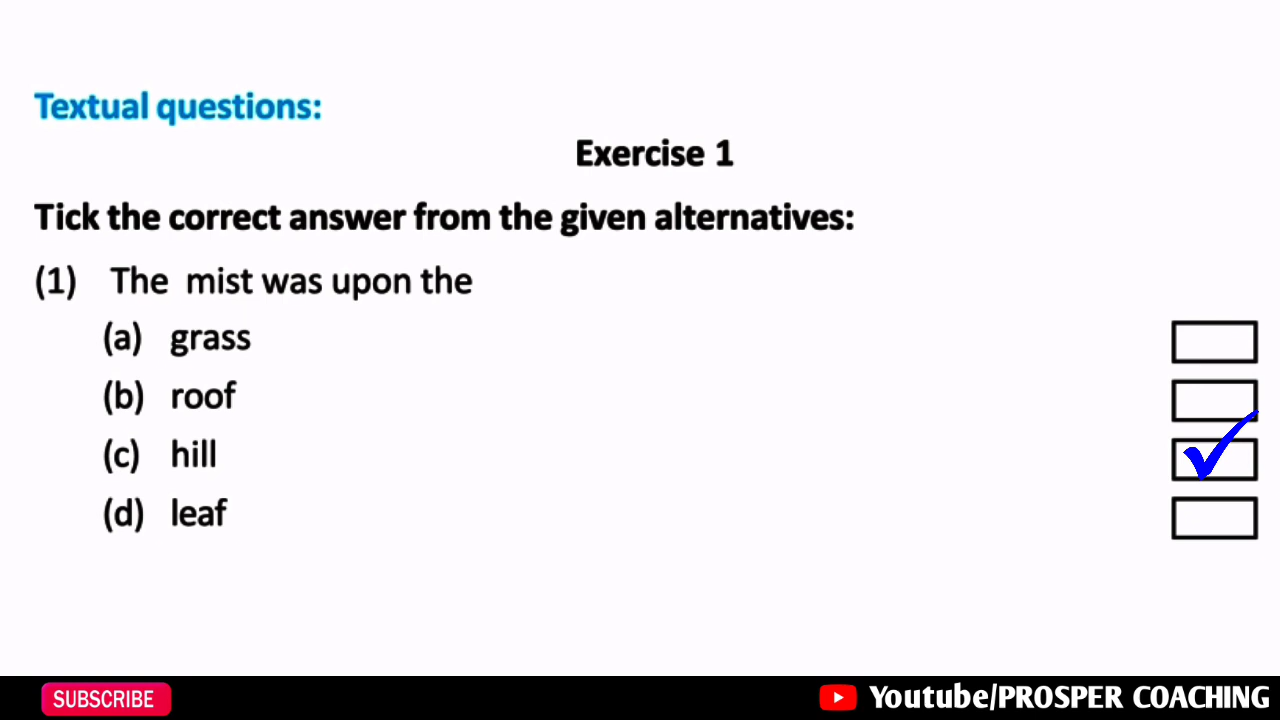 Textual questions:
Exercise 1
Tick the correct answer from the given alternatives:
(1) The mist was upon the
(a) grass
(b) roof
(c) hill
(d) leaf
SUBSCRIBE
Youtube/PROSPER COACHING